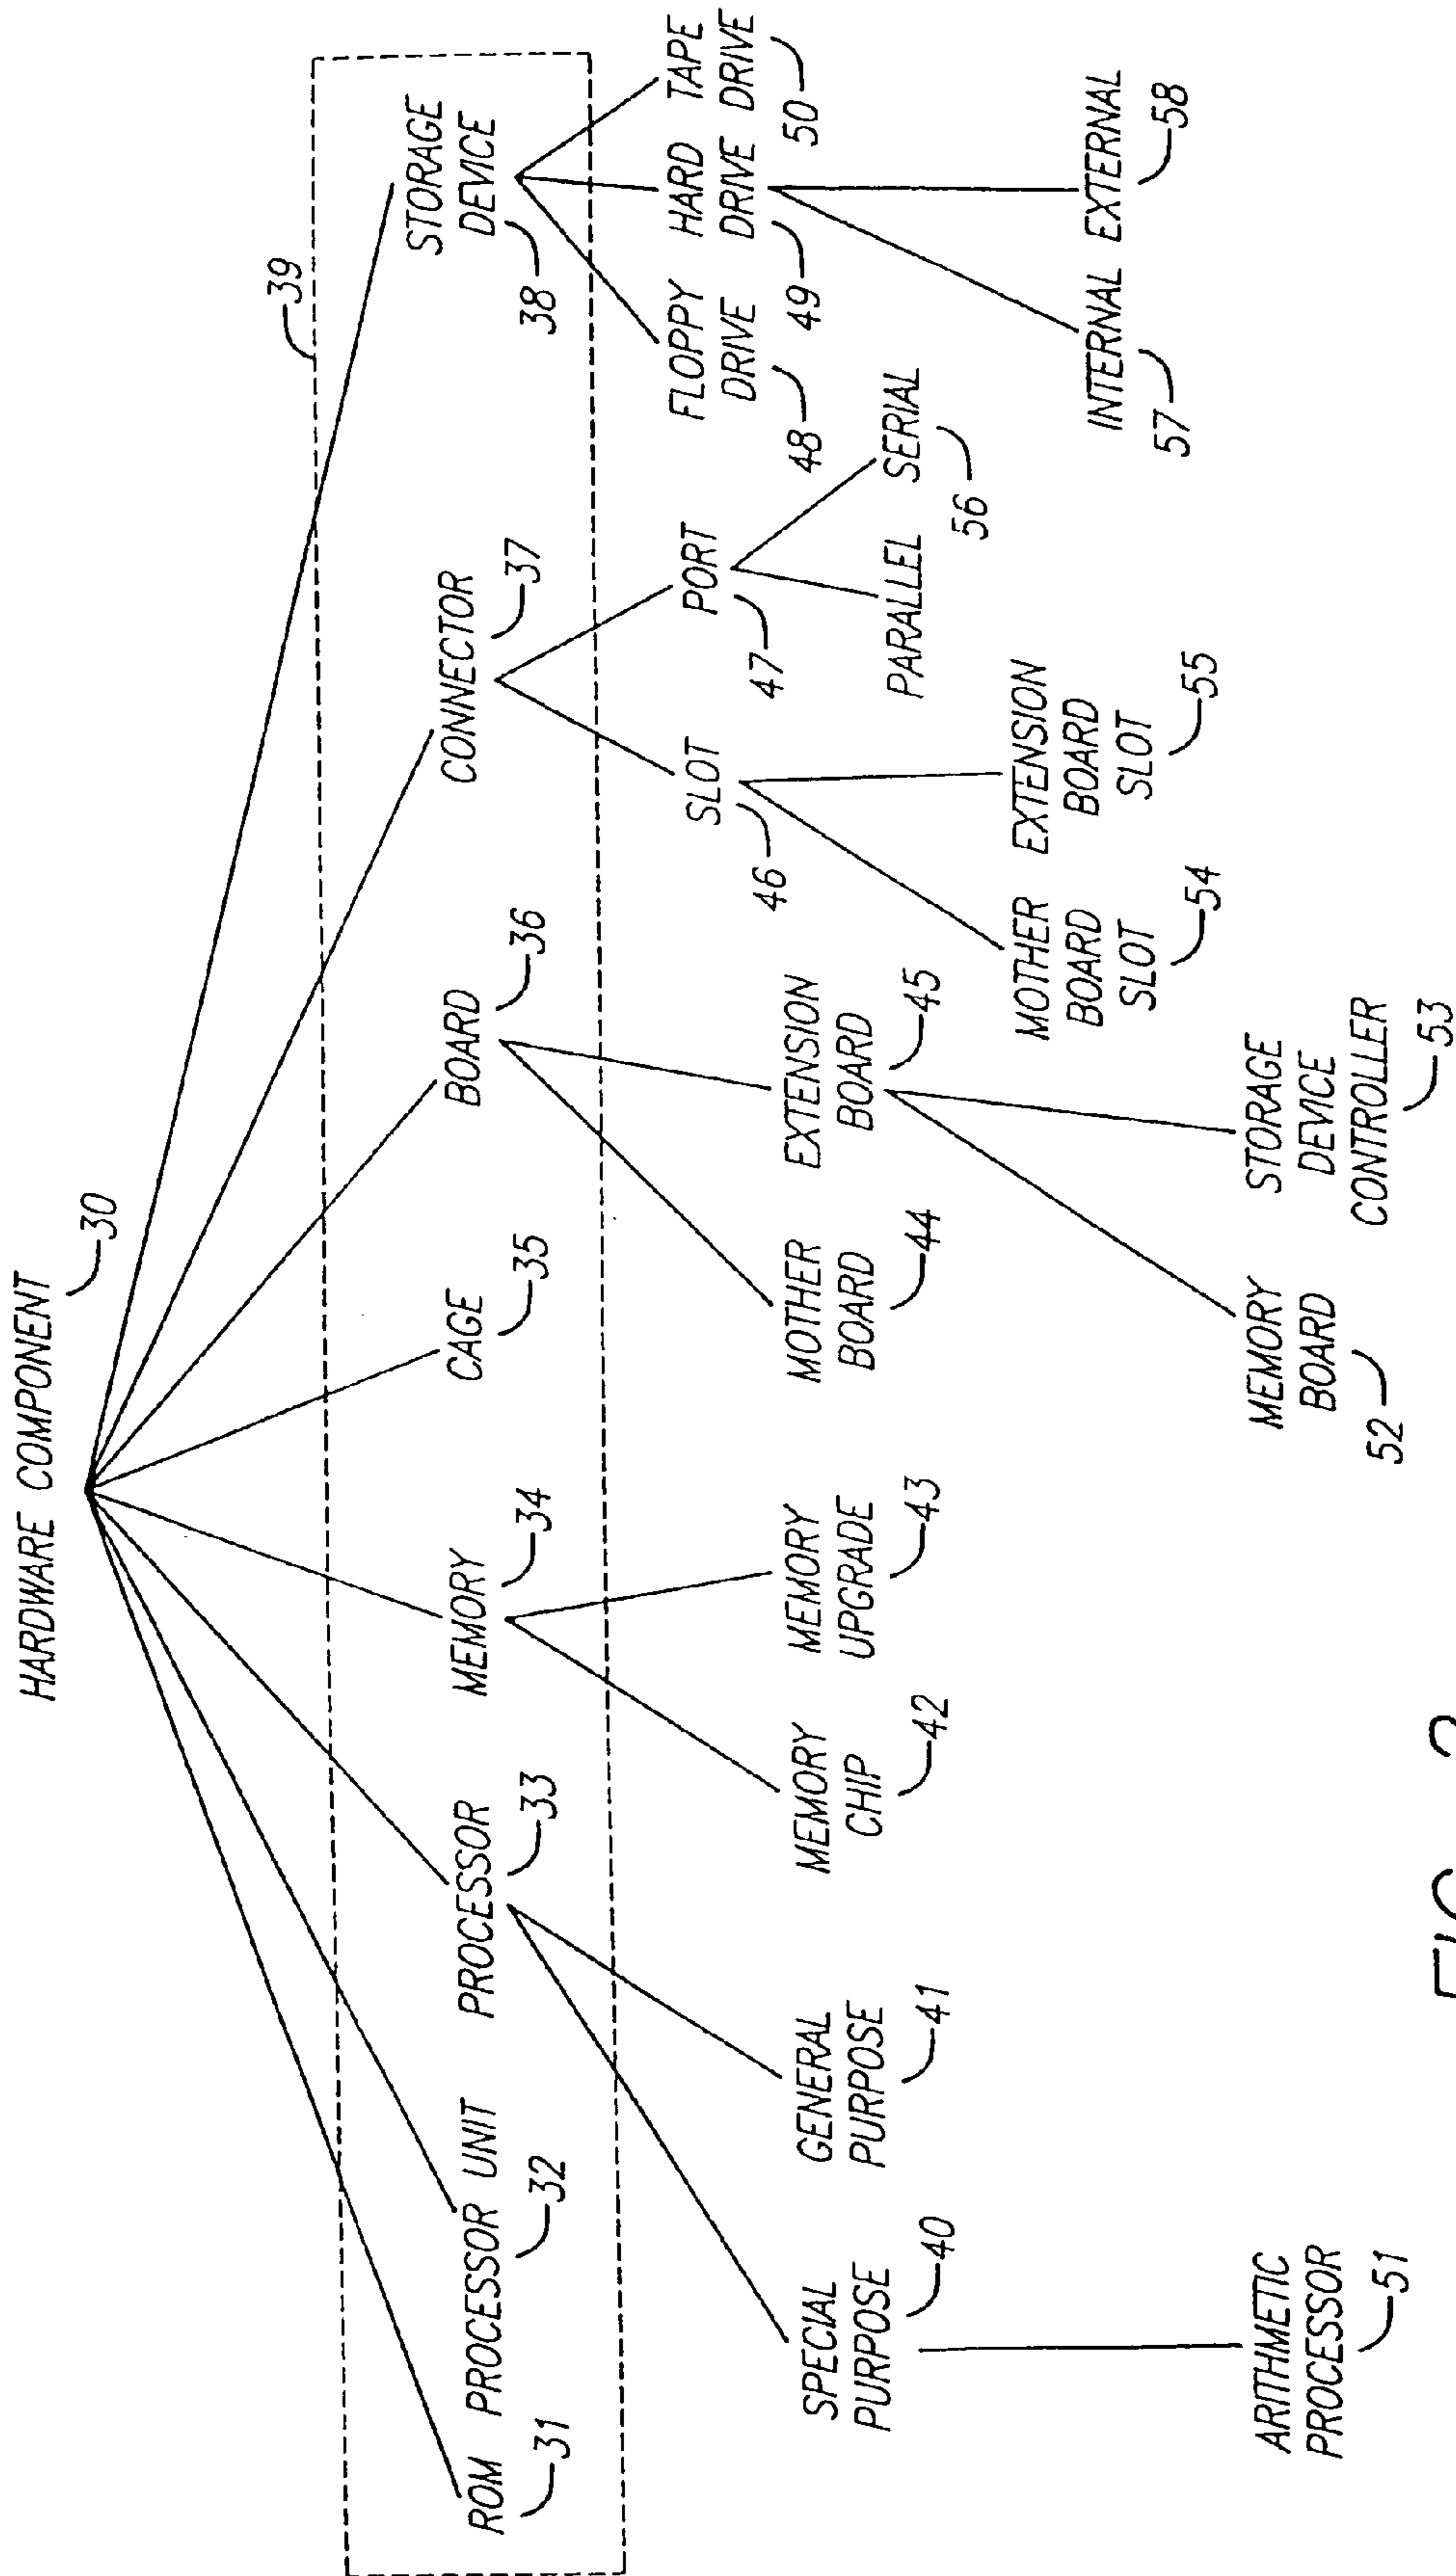 HARDWARE COMPONENT
30
39
ROM
31
PROCESSOR UNIT
32
PROCESSOR
33
MEMORY
34
CAGE
35
BOARD
36
CONNECTOR
37
STORAGE
DEVICE
38
SPECIAL
PURPOSE
40
GENERAL
PURPOSE
41
MEMORY
CHIP
42
MEMORY
UPGRADE
43
MOTHER
BOARD
44
EXTENSION
BOARD
45
SLOT
46
PORT
47
FLOPPY
DRIVE
48
HARD
DRIVE
49
TAPE
DRIVE
50
ARITHMETIC
PROCESSOR
51
MEMORY
BOARD
52
STORAGE
DEVICE
CONTROLLER
53
MOTHER
BOARD
SLOT
54
EXTENSION
BOARD
SLOT
55
PARALLEL
SERIAL
56
INTERNAL
57
EXTERNAL
58